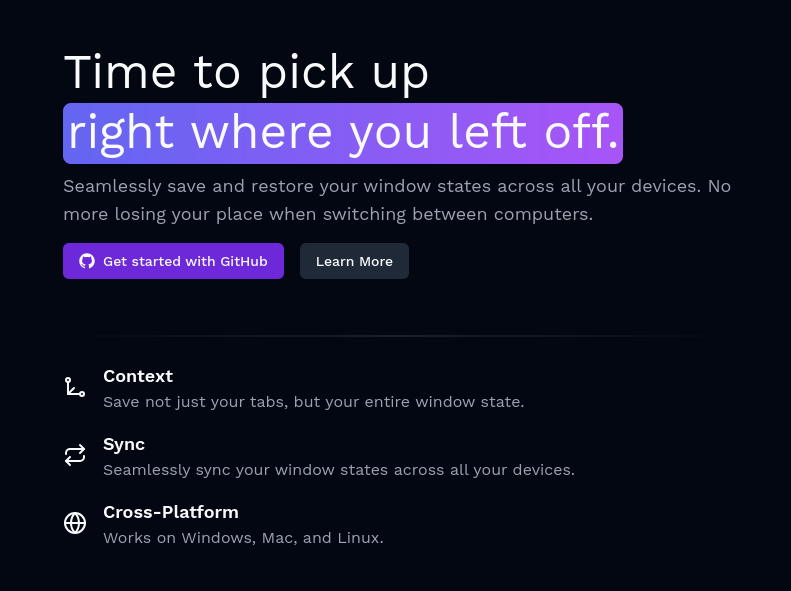 Time to pick up
right where you left off.
Seamlessly save and restore your window states across all your devices. No
more losing your place when switching between computers.
Get started with GitHub
Learn More
Context
Save not just your tabs, but your entire window state.
Sync
Seamlessly sync your window states across all your devices.
Cross-Platform
Works on Windows, Mac, and Linux.